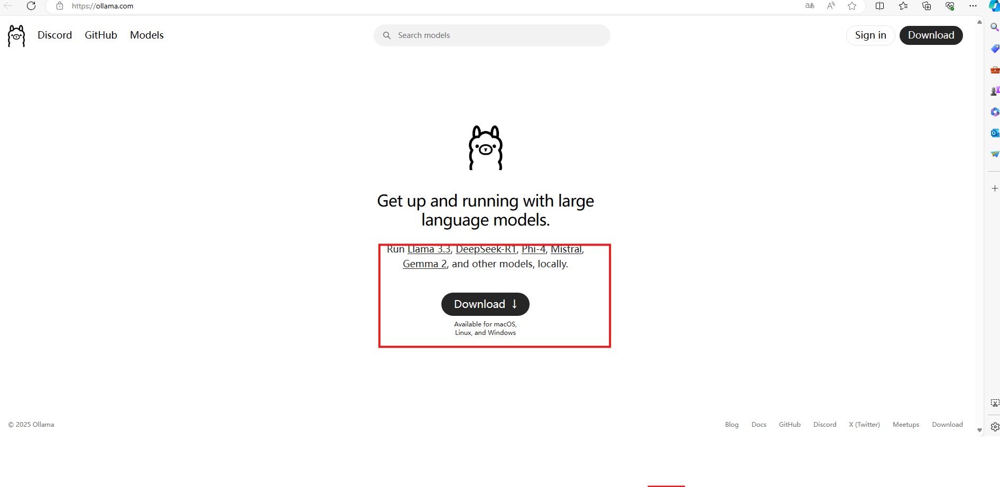 https://ollama.com
Discord GitHub Models
Search models
Sign in Download
Get up and running with large
language models.
Run Llama 3.3, DeepSeek-R1, Phi-4, Mistral,
Gemma 2, and other models, locally.
Download ↓
Available for macOS,
Linux, and Windows
© 2025 Ollama
Blog Docs GitHub Discord X (Twitter) Meetups Download